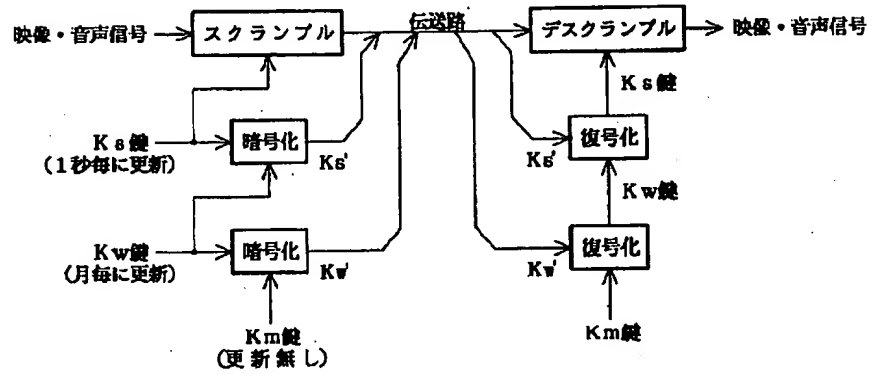 伝送路
映像・音声信号
スクランブル
デスクランブル
映像・音声信号
Ks鍵
Ks鍵
(1秒毎に更新)
暗号化
Ks'
Ks'
復号化
Kw鍵
Kw鍵
(月毎に更新)
暗号化
Kw'
Kw'
復号化
Km鍵
(更新無し)
Km鍵